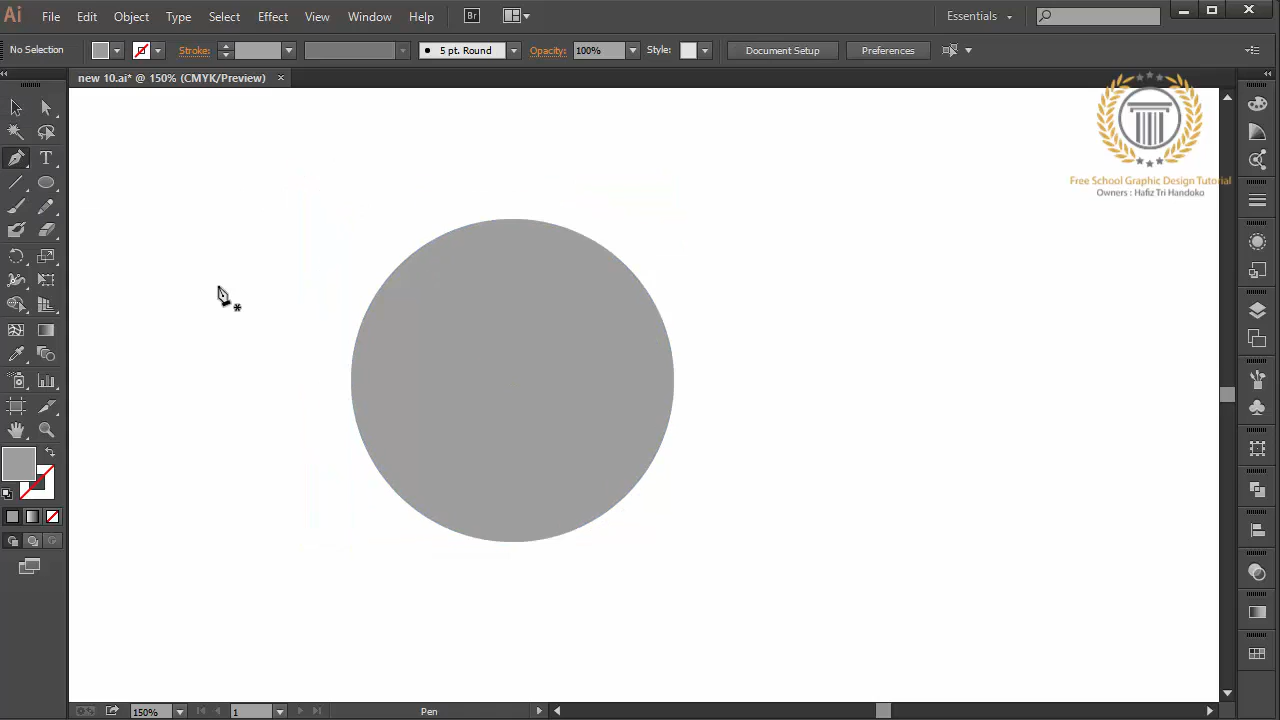 Ai File Edit Object Type Select Effect View Window Help Br Essentials
No Selection Stroke: 5 pt. Round Opacity: 100% Style: Document Setup Preferences
new 10.ai* @ 150% (CMYK/Preview)
Free School Graphic Design Tutorial
Owners : Hafiz Tri Handoko
T
150% 1 Pen